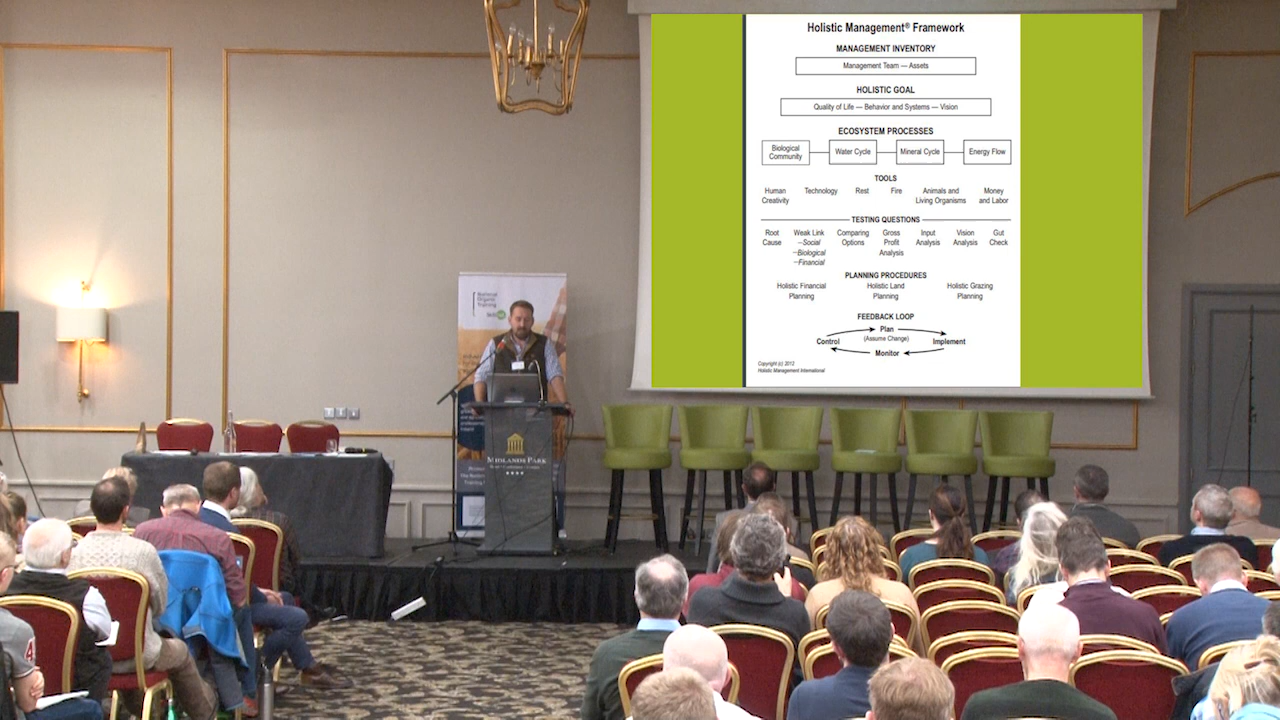 Holistic Management® Framework
MANAGEMENT INVENTORY
Management Team — Assets
HOLISTIC GOAL
Quality of Life — Behavior and Systems — Vision
ECOSYSTEM PROCESSES
Biological Community
Water Cycle
Mineral Cycle
Energy Flow
TOOLS
Human Creativity
Technology
Rest
Fire
Animals and Living Organisms
Money and Labor
TESTING QUESTIONS
Root Cause
Weak Link
–Social
–Biological
–Financial
Comparing Options
Gross Profit Analysis
Input Analysis
Vision Analysis
Gut Check
PLANNING PROCEDURES
Holistic Financial Planning
Holistic Land Planning
Holistic Grazing Planning
FEEDBACK LOOP
Plan
(Assume Change)
Control
Implement
Monitor
Copyright (c) 2012
Holistic Management International
National
Organic
Training
MIDLANDS PARK